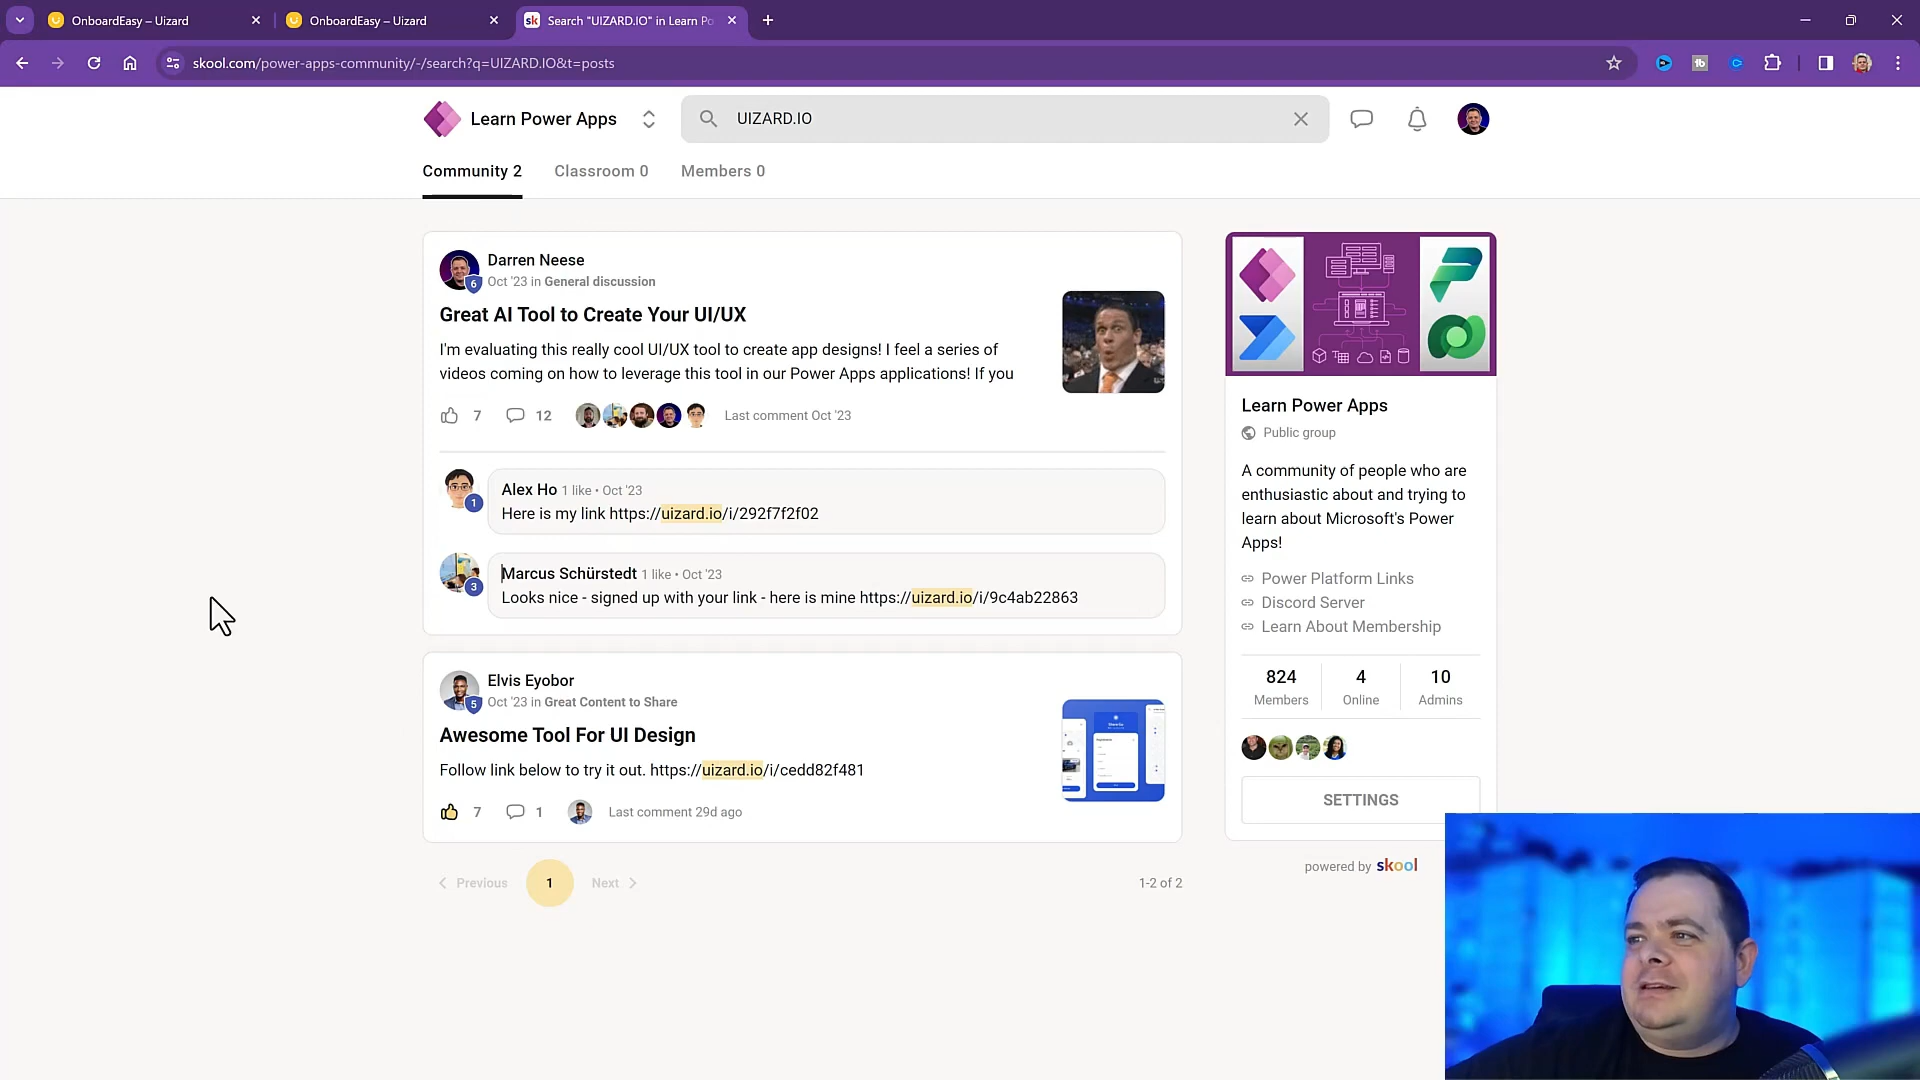 OnboardEasy – Uizard
OnboardEasy – Uizard
sk Search "UIZARD.IO" in Learn Po
skool.com/power-apps-community/-/search?q=UIZARD.IO&t=posts
Learn Power Apps
UIZARD.IO
Community 2
Classroom 0
Members 0
Darren Neese
6
Oct '23 in General discussion
Great AI Tool to Create Your UI/UX
I'm evaluating this really cool UI/UX tool to create app designs! I feel a series of
videos coming on how to leverage this tool in our Power Apps applications! If you
7
12
Last comment Oct '23
Alex Ho 1 like • Oct '23
1
Here is my link https://uizard.io/i/292f7f2f02
Marcus Schürstedt 1 like • Oct '23
3
Looks nice - signed up with your link - here is mine https://uizard.io/i/9c4ab22863
Elvis Eyobor
5
Oct '23 in Great Content to Share
Awesome Tool For UI Design
Follow link below to try it out. https://uizard.io/i/cedd82f481
7
1
Last comment 29d ago
Previous
1
Next
1-2 of 2
Learn Power Apps
Public group
A community of people who are
enthusiastic about and trying to
learn about Microsoft's Power
Apps!
Power Platform Links
Discord Server
Learn About Membership
824
Members
4
Online
10
Admins
SETTINGS
powered by skool